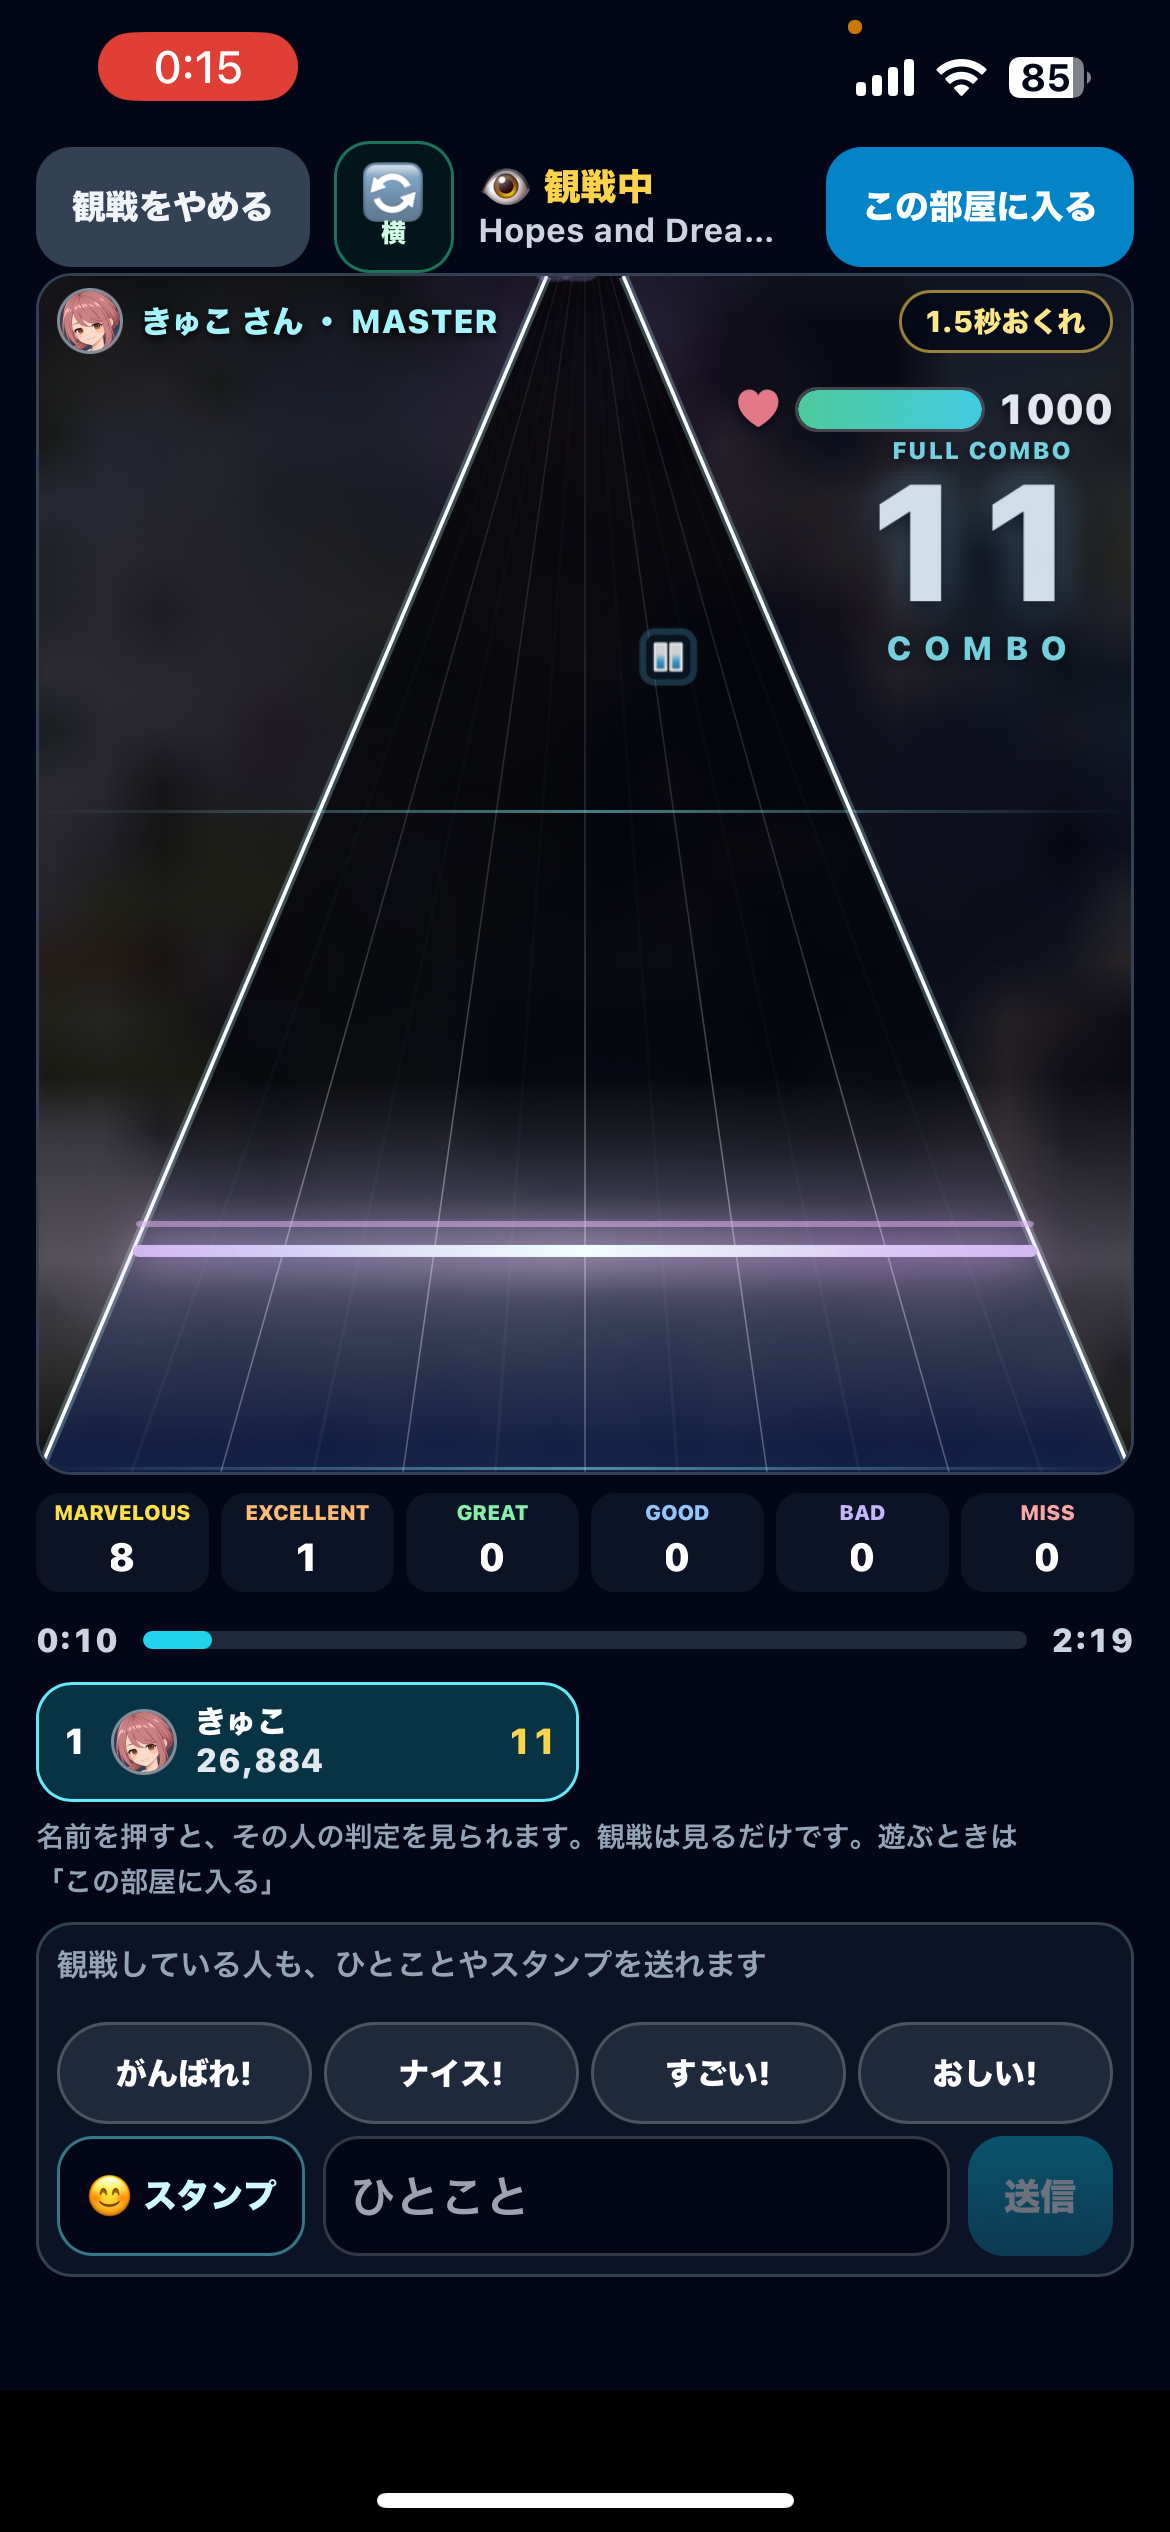 0:15
85
観戦をやめる
横
観戦中
Hopes and Drea...
この部屋に入る
きゅこ さん ・ MASTER
1.5秒おくれ
1000
FULL COMBO
11
COMBO
MARVELOUS
8
EXCELLENT
1
GREAT
0
GOOD
0
BAD
0
MISS
0
0:10
2:19
1
きゅこ
26,884
11
名前を押すと、その人の判定を見られます。観戦は見るだけです。遊ぶときは
「この部屋に入る」
観戦している人も、ひとことやスタンプを送れます
がんばれ!
ナイス!
すごい!
おしい!
スタンプ
ひとこと
送信